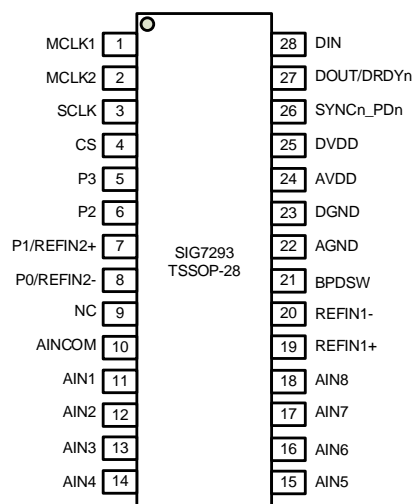 MCLK1 1 28 DIN
MCLK2 2 27 DOUT/DRDYn
SCLK 3 26 SYNCn_PDn
CS 4 25 DVDD
P3 5 24 AVDD
P2 6 23 DGND
P1/REFIN2+ 7 22 AGND
SIG7293
TSSOP-28
P0/REFIN2- 8 21 BPDSW
NC 9 20 REFIN1-
AINCOM 10 19 REFIN1+
AIN1 11 18 AIN8
AIN2 12 17 AIN7
AIN3 13 16 AIN6
AIN4 14 15 AIN5